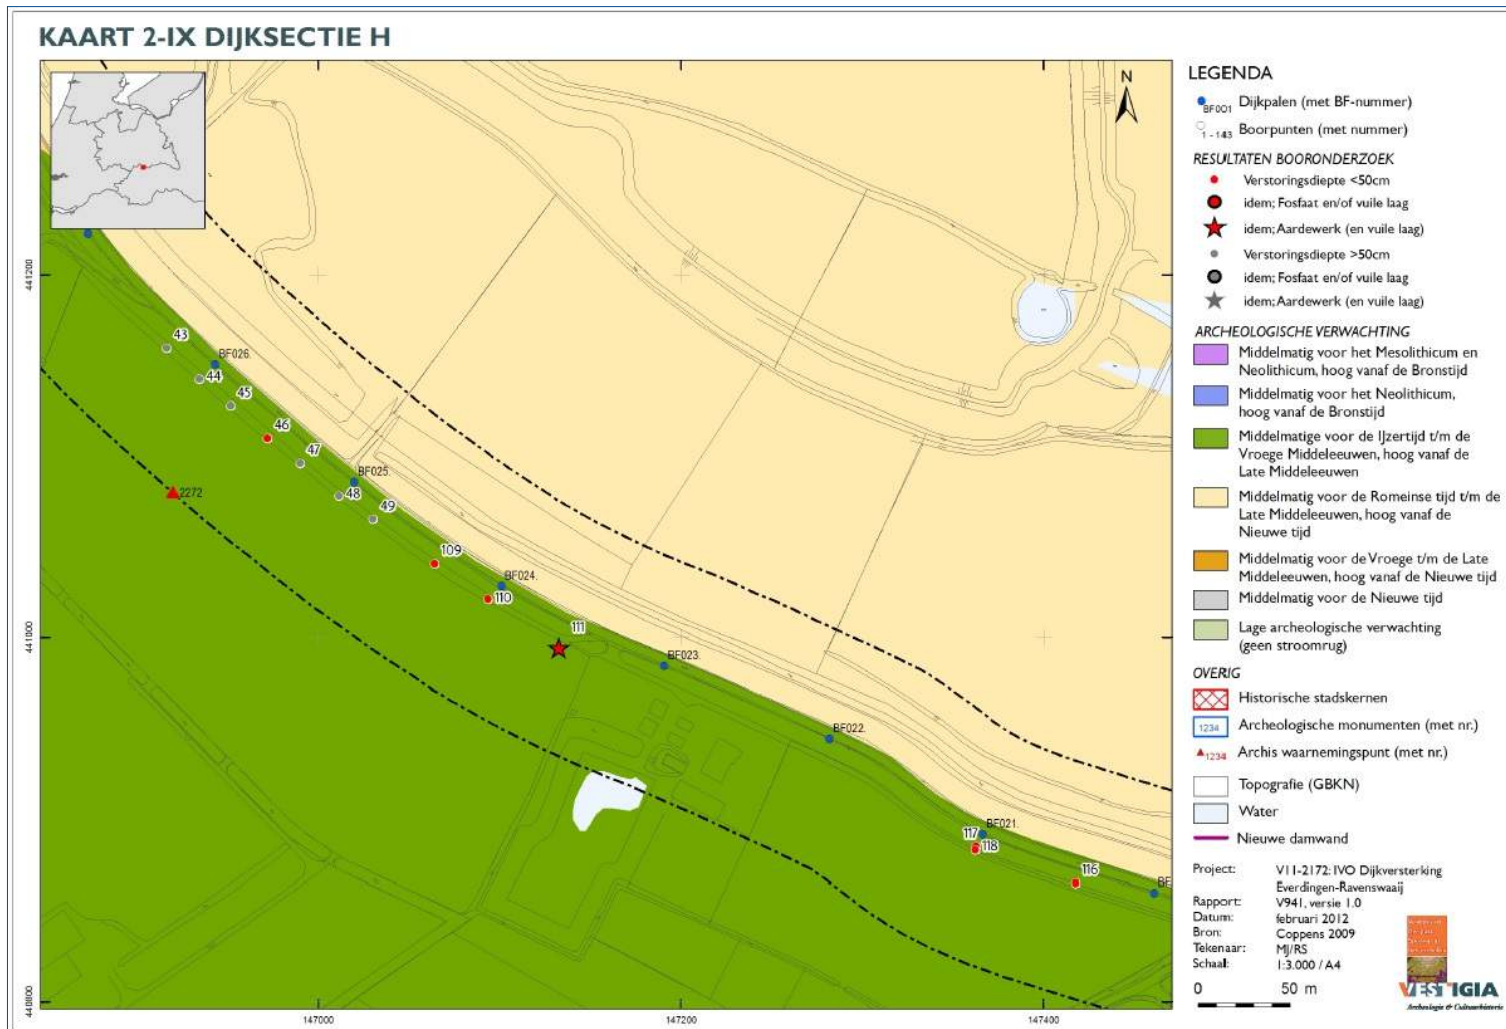 KAART 2-IX DIJKSECTIE H
N
441200
441000
440800
147000
147200
147400
43
BF026.
44
45
46
47
BF025.
48
49
2272
109
BF024.
110
111
BF023.
BF022.
BF021.
117
118
116
BF
LEGENDA
BF001 Dijkpalen (met BF-nummer)
1 - 143 Boorpunten (met nummer)
RESULTATEN BOORONDERZOEK
Verstoringsdiepte <50cm
idem; Fosfaat en/of vuile laag
idem; Aardewerk (en vuile laag)
Verstoringsdiepte >50cm
idem; Fosfaat en/of vuile laag
idem; Aardewerk (en vuile laag)
ARCHEOLOGISCHE VERWACHTING
Middelmatig voor het Mesolithicum en
Neolithicum, hoog vanaf de Bronstijd
Middelmatig voor het Neolithicum,
hoog vanaf de Bronstijd
Middelmatige voor de IJzertijd t/m de
Vroege Middeleeuwen, hoog vanaf de
Late Middeleeuwen
Middelmatig voor de Romeinse tijd t/m de
Late Middeleeuwen, hoog vanaf de
Nieuwe tijd
Middelmatig voor de Vroege t/m de Late
Middeleeuwen, hoog vanaf de Nieuwe tijd
Middelmatig voor de Nieuwe tijd
Lage archeologische verwachting
(geen stroomrug)
OVERIG
Historische stadskernen
1234 Archeologische monumenten (met nr.)
1234 Archis waarnemingspunt (met nr.)
Topografie (GBKN)
Water
Nieuwe damwand
Project: V11-2172: IVO Dijkversterking
Everdingen-Ravenswaaij
Rapport: V941, versie 1.0
Datum: februari 2012
Bron: Coppens 2009
Tekenaar: MJ/RS
Schaal: 1:3.000 / A4
0 50 m
VESTIGIA
Archeologie & Cultuurhistorie